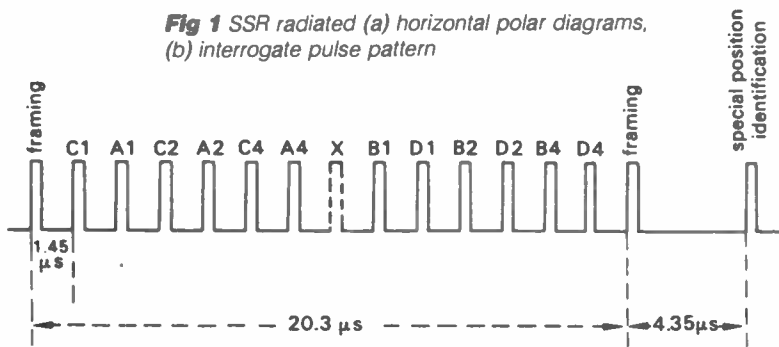 Fig 1 SSR radiated (a) horizontal polar diagrams,
(b) interrogate pulse pattern
framing
C1 A1 C2 A2 C4 A4 X B1 D1 B2 D2 B4 D4
framing
special position
identification
1.45
µs
20.3 µs
4.35µs